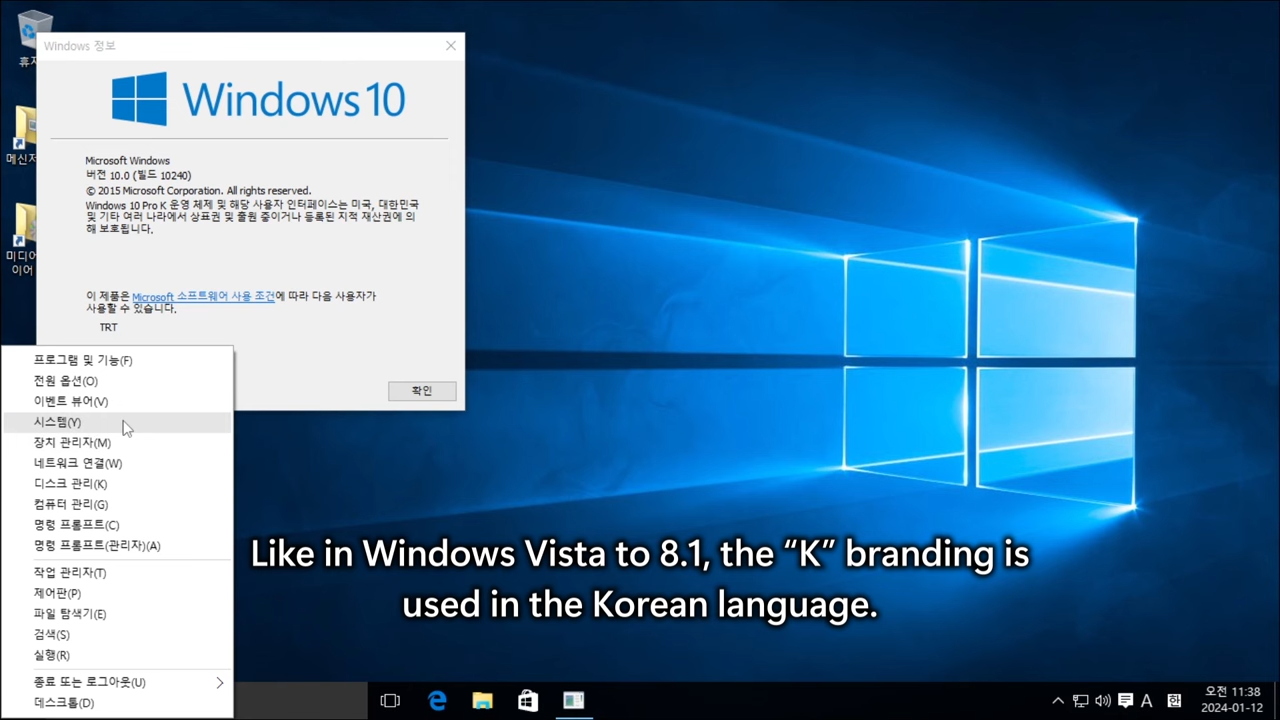 Windows 정보
Windows 10
Microsoft Windows
버전 10.0 (빌드 10240)
© 2015 Microsoft Corporation. All rights reserved.
Windows 10 Pro K 운영 체제 및 해당 사용자 인터페이스는 미국, 대한민국
및 기타 여러 나라에서 상표권 및 출원 중이거나 등록된 지적 재산권에 의
해 보호됩니다.
이 제품은 Microsoft 소프트웨어 사용 조건에 따라 다음 사용자가
사용할 수 있습니다.
TRT
확인
메신저
미디어
이어
프로그램 및 기능(F)
전원 옵션(O)
이벤트 뷰어(V)
시스템(Y)
장치 관리자(M)
네트워크 연결(W)
디스크 관리(K)
컴퓨터 관리(G)
명령 프롬프트(C)
명령 프롬프트(관리자)(A)
작업 관리자(T)
제어판(P)
파일 탐색기(E)
검색(S)
실행(R)
종료 또는 로그아웃(U)
데스크톱(D)
Like in Windows Vista to 8.1, the “K” branding is
used in the Korean language.
A 한
오전 11:38
2024-01-12